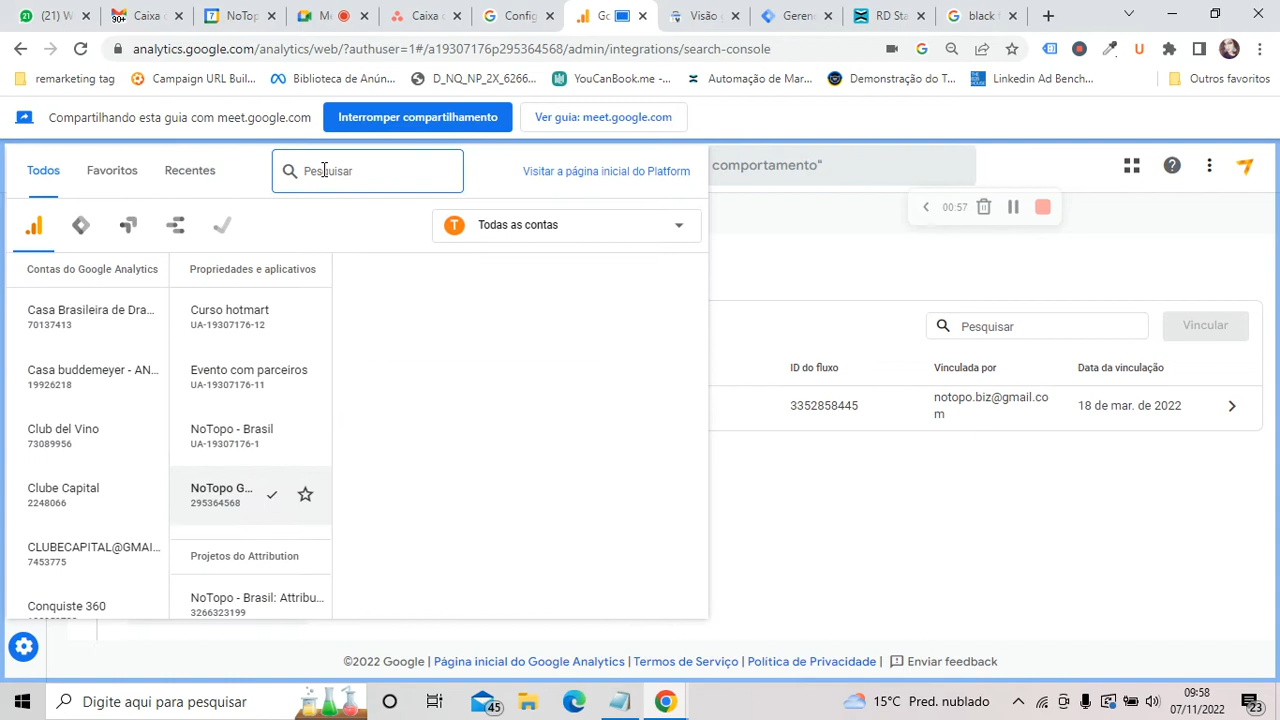 (21) W
90+
Caixa
7
NoTop
M
Caixa d
Config
Go
Visão g
Gerenc
RD Sta
black f
analytics.google.com/analytics/web/?authuser=1#/a19307176p295364568/admin/integrations/search-console
remarketing tag
Campaign URL Buil...
Biblioteca de Anún...
D_NQ_NP_2X_6266...
YouCanBook.me -...
Automação de Mar...
Demonstração do T...
Linkedin Ad Bench...
Outros favoritos
Compartilhando esta guia com meet.google.com
Interromper compartilhamento
Ver guia: meet.google.com
Todos
Favoritos
Recentes
Pesquisar
Visitar a página inicial do Platform
comportamento"
00:57
T
Todas as contas
Contas do Google Analytics
Propriedades e aplicativos
Casa Brasileira de Dra...
70137413
Curso hotmart
UA-19307176-12
Casa buddemeyer - AN...
19926218
Evento com parceiros
UA-19307176-11
Club del Vino
73089956
NoTopo - Brasil
UA-19307176-1
Clube Capital
2248066
NoTopo G...
295364568
CLUBECAPITAL@GMAI...
7453775
Projetos do Attribution
Conquiste 360
NoTopo - Brasil: Attribu...
3266323199
Pesquisar
Vincular
ID do fluxo
Vinculada por
Data da vinculação
3352858445
notopo.biz@gmail.co
m
18 de mar. de 2022
©2022 Google | Página inicial do Google Analytics | Termos de Serviço | Política de Privacidade | Enviar feedback
Digite aqui para pesquisar
45
15°C Pred. nublado
09:58
07/11/2022
23